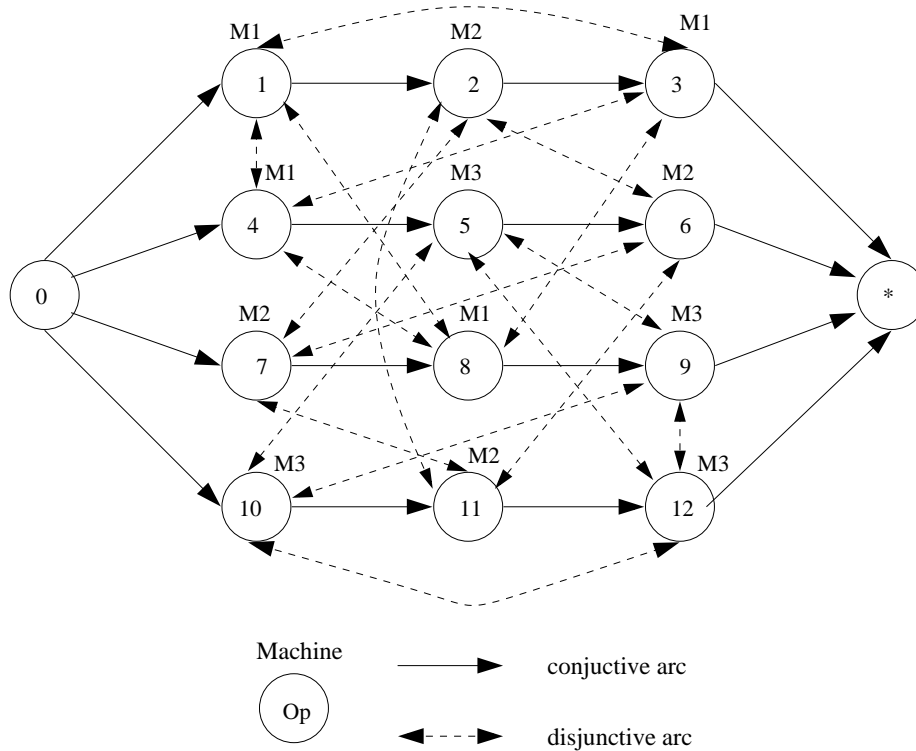 M1 M2 M1
1 2 3
M1 M3 M2
4 5 6
0 *
M2 M1 M3
7 8 9
M3 M2 M3
10 11 12
Machine
Op
conjuctive arc
disjunctive arc